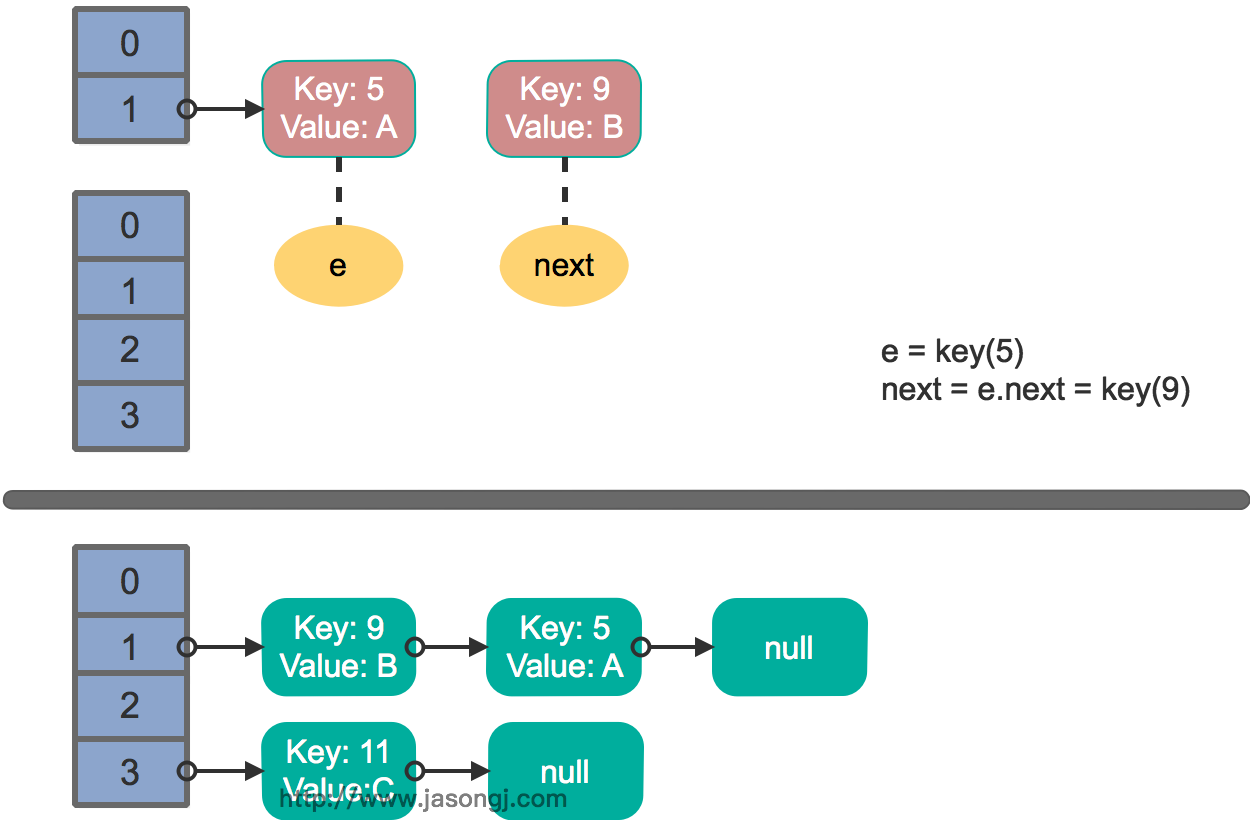 0
1
Key: 5
Value: A
Key: 9
Value: B
0
1
2
3
e
next
e = key(5)
next = e.next = key(9)
0
1
2
3
Key: 9
Value: B
Key: 5
Value: A
null
Key: 11
Value:C
null
http://www.jasongj.com